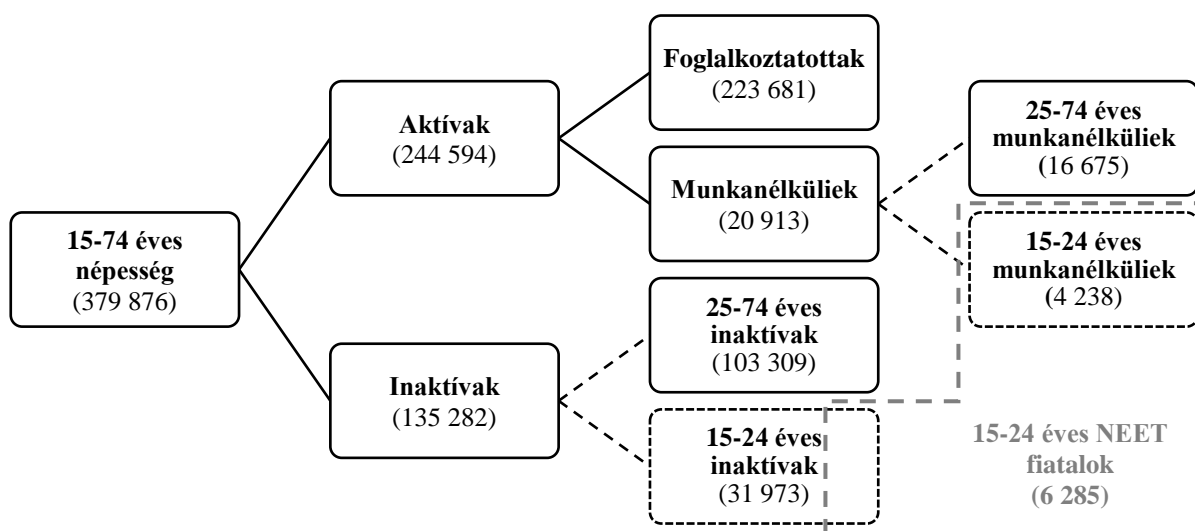 15-74 éves
népesség
(379 876)
Aktívak
(244 594)
Inaktívak
(135 282)
Foglalkoztatottak
(223 681)
Munkanélküliek
(20 913)
25-74 éves
inaktívak
(103 309)
15-24 éves
inaktívak
(31 973)
25-74 éves
munkanélküliek
(16 675)
15-24 éves
munkanélküliek
(4 238)
15-24 éves NEET
fiatalok
(6 285)